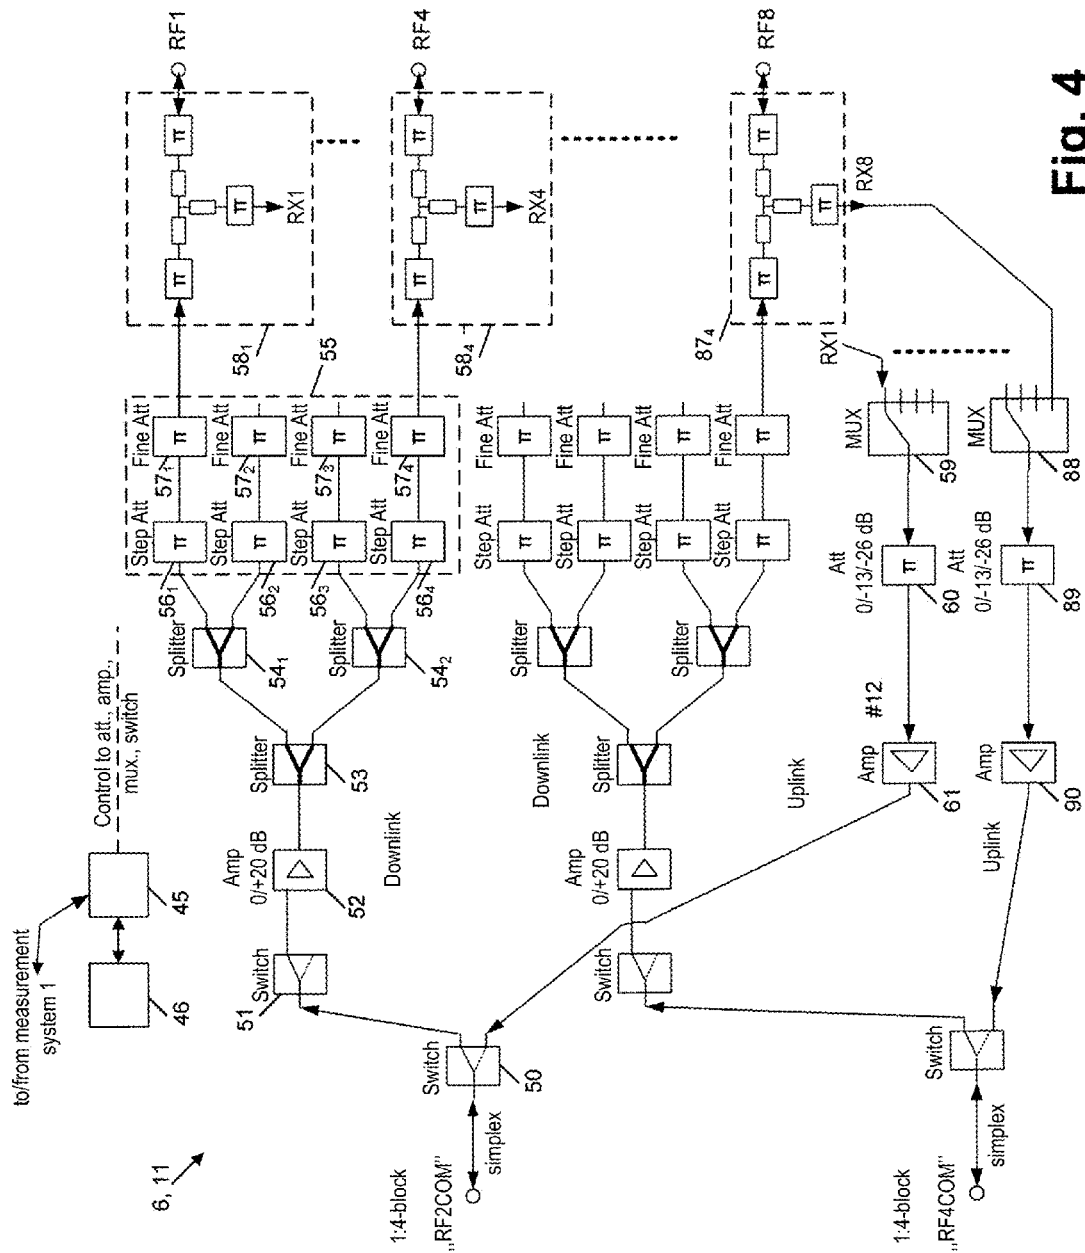 to/from measurement
system 1
46
45
Control to att., amp.,
mux., switch
6, 11
1:4-block
„RF2COM”
simplex
Switch
50
Switch
51
Amp
0/+20 dB
52
Downlink
Splitter
53
Splitter
54₁
Splitter
54₂
Step Att
56₁
Step Att
56₂
Step Att
56₃
Step Att
56₄
Fine Att
57₁
Fine Att
57₂
Fine Att
57₃
Fine Att
57₄
55
π
π
π
π
π
π
π
π
58₁
π
π
π
RX1
RF1
58₄
π
π
π
RX4
RF4
1:4-block
„RF4COM”
simplex
Switch
Switch
Amp
0/+20 dB
Downlink
Splitter
Splitter
Splitter
Step Att
Step Att
Step Att
Step Att
Fine Att
Fine Att
Fine Att
Fine Att
π
π
π
π
π
π
π
π
87₄
π
π
π
RX8
RF8
Uplink
Amp
61
#12
Att
0/-13/-26 dB
π
60
MUX
59
RX1
Uplink
Amp
90
Att
0/-13/-26 dB
π
89
MUX
88
Fig. 4